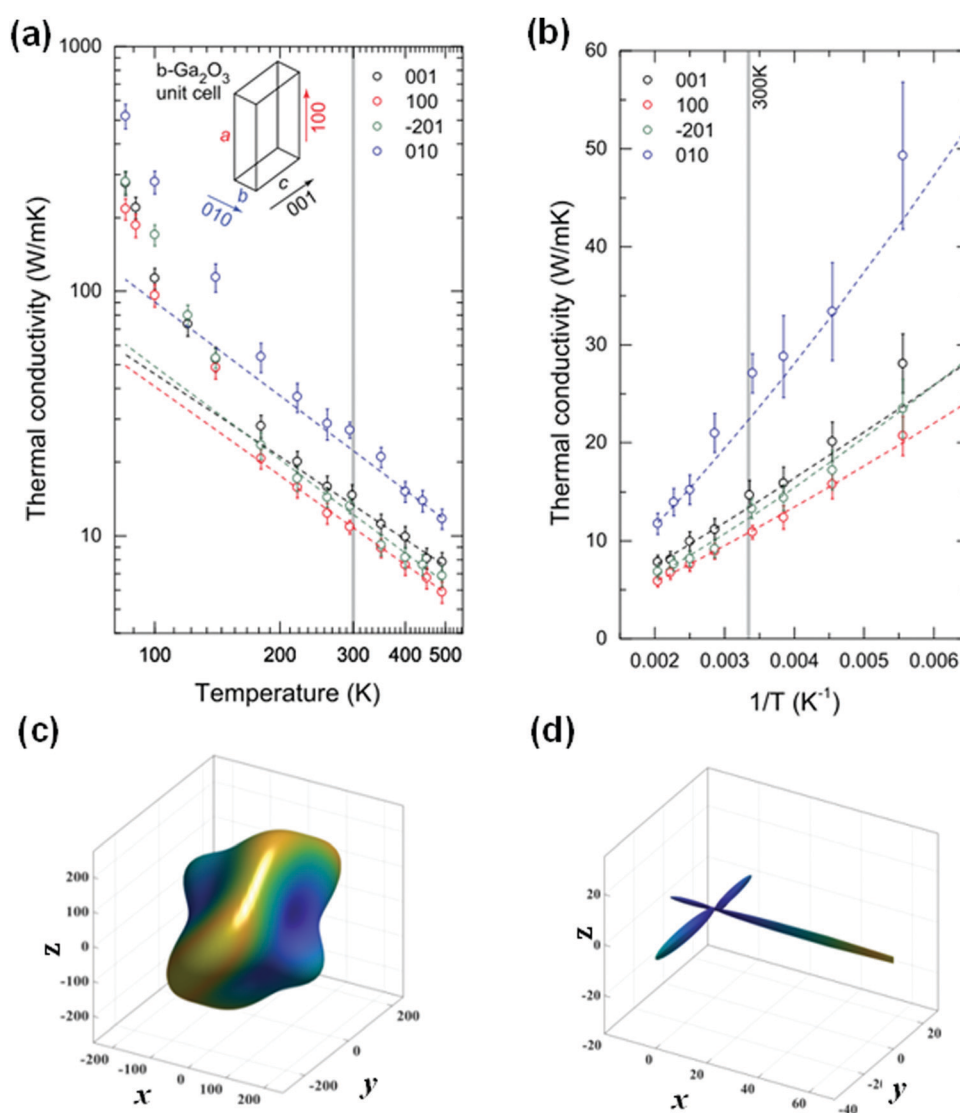 (a)
1000
100
10
Thermal conductivity (W/mK)
b-Ga₂O₃
unit cell
a
b
c
100
010
001
001
100
-201
010
100
200
300
400
500
Temperature (K)
(b)
60
50
40
30
20
10
0
Thermal conductivity (W/mK)
001
100
-201
010
300K
0.002
0.003
0.004
0.005
0.006
1/T (K⁻¹)
(c)
200
100
0
-100
-200
z
-200
-100
0
100
200
x
-200
0
200
y
(d)
20
0
-20
-20
z
0
20
40
60
x
-40
-2(
0
20
y